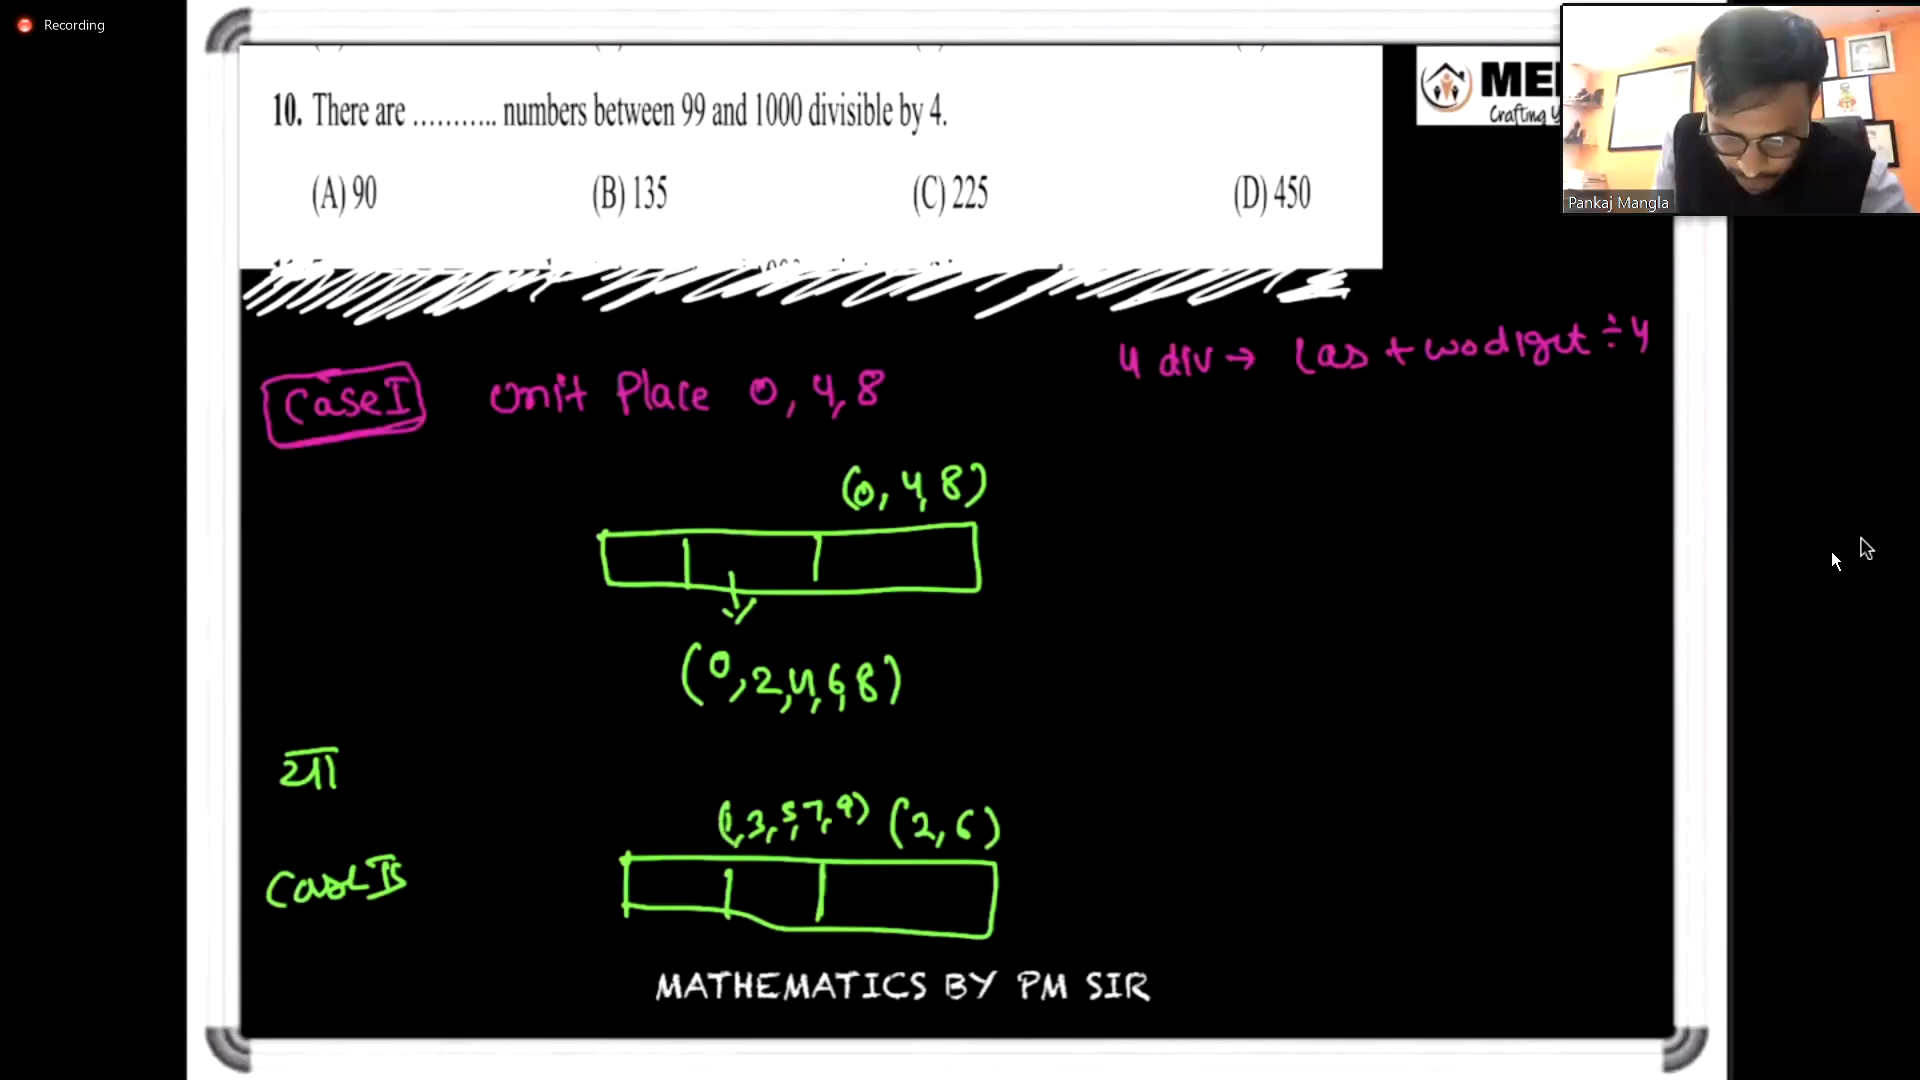 Recording
10. There are ........... numbers between 99 and 1000 divisible by 4.
(A) 90 (B) 135 (C) 225 (D) 450
Crafting
Pankaj Mangla
4 div → las two digit ÷ 4
Case I Unit Place 0, 4, 8
(0, 4, 8)
(0, 2, 4, 6, 8)
या
(1, 3, 5, 7, 9) (2, 6)
Case II
MATHEMATICS BY PM SIR